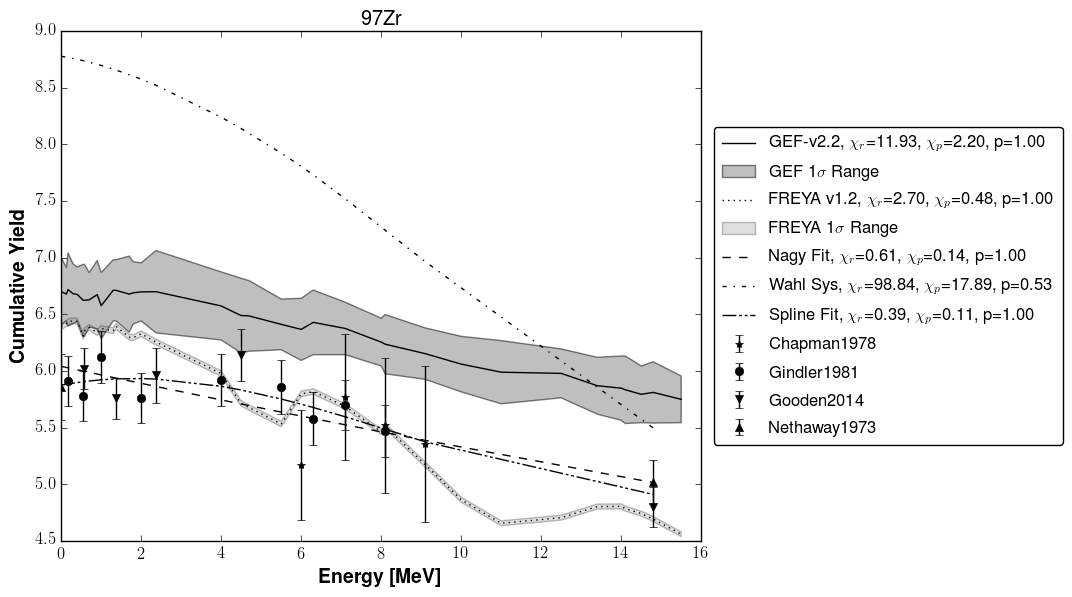 97Zr
9.0
8.5
8.0
7.5
7.0
6.5
6.0
5.5
5.0
4.5
Cumulative Yield
0 2 4 6 8 10 12 14 16
Energy [MeV]
GEF-v2.2, χr=11.93, χp=2.20, p=1.00
GEF 1σ Range
FREYA v1.2, χr=2.70, χp=0.48, p=1.00
FREYA 1σ Range
Nagy Fit, χr=0.61, χp=0.14, p=1.00
Wahl Sys, χr=98.84, χp=17.89, p=0.53
Spline Fit, χr=0.39, χp=0.11, p=1.00
Chapman1978
Gindler1981
Gooden2014
Nethaway1973